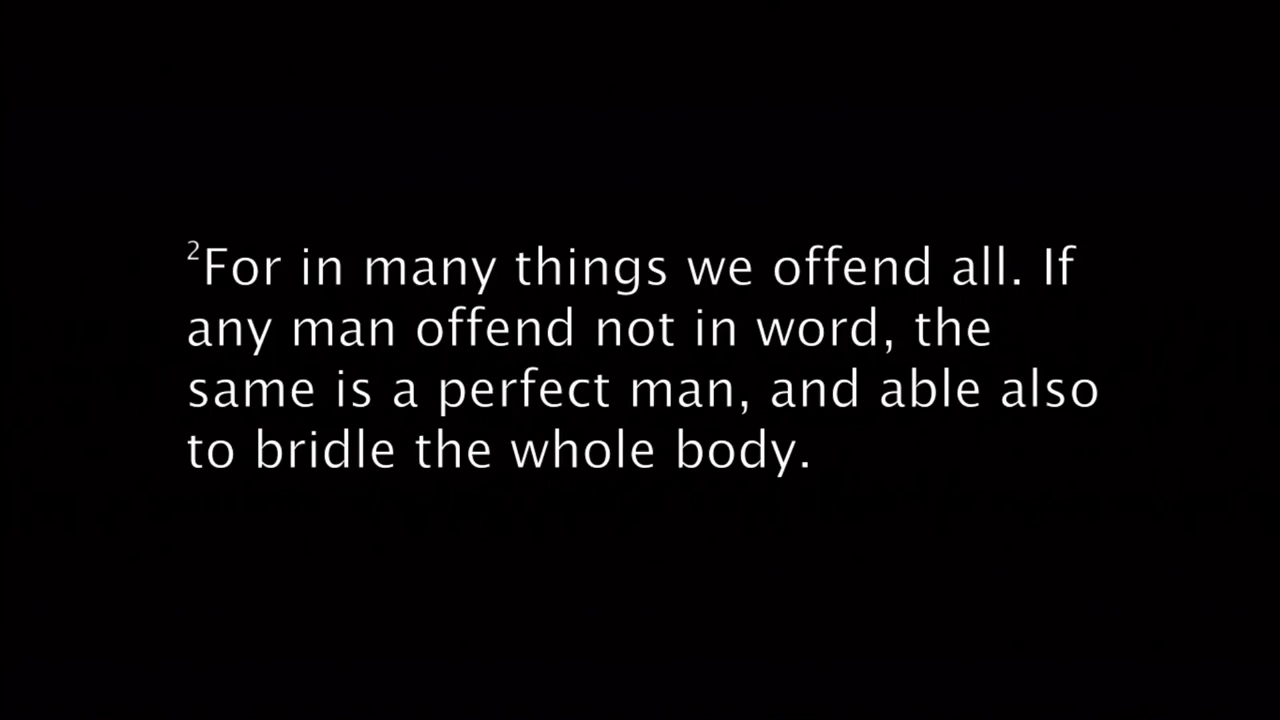 ²For in many things we offend all. If
any man offend not in word, the
same is a perfect man, and able also
to bridle the whole body.